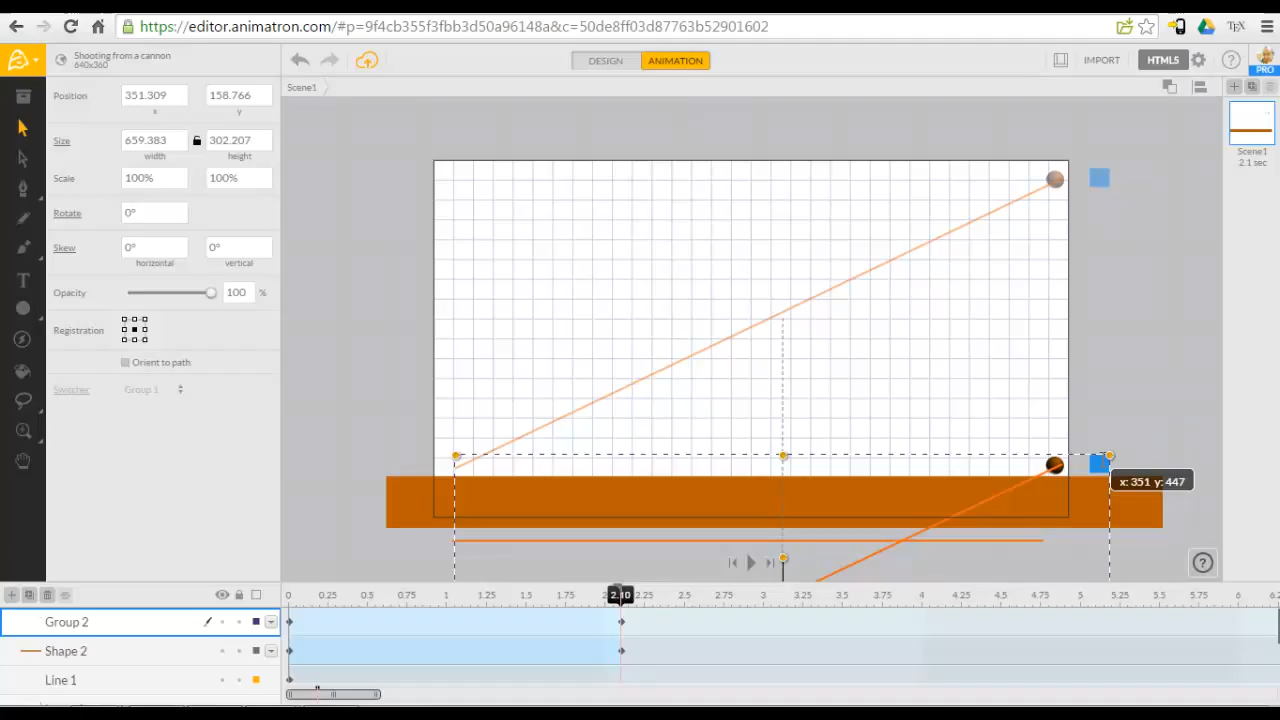 https://editor.animatron.com/#p=9f4cb355f3fbb3d50a96148a&c=50de8ff03d87763b52901602
TEX
Shooting from a cannon
640x360
DESIGN
ANIMATION
IMPORT
HTML5
?
PRO
Scene1
Position
351.309
158.766
x
y
Size
659.383
302.207
width
height
Scale
100%
100%
Rotate
0°
Skew
0°
0°
horizontal
vertical
Opacity
100
%
Registration
Orient to path:
Switcher
Group 1
T
Scene1
2.1 sec
x: 351 y: 447
?
0 0.25 0.5 0.75 1 1.25 1.5 1.75 2.10 2.25 2.5 2.75 3 3.25 3.5 3.75 4 4.25 4.5 4.75 5 5.25 5.5 5.75 6
Group 2
Shape 2
Line 1